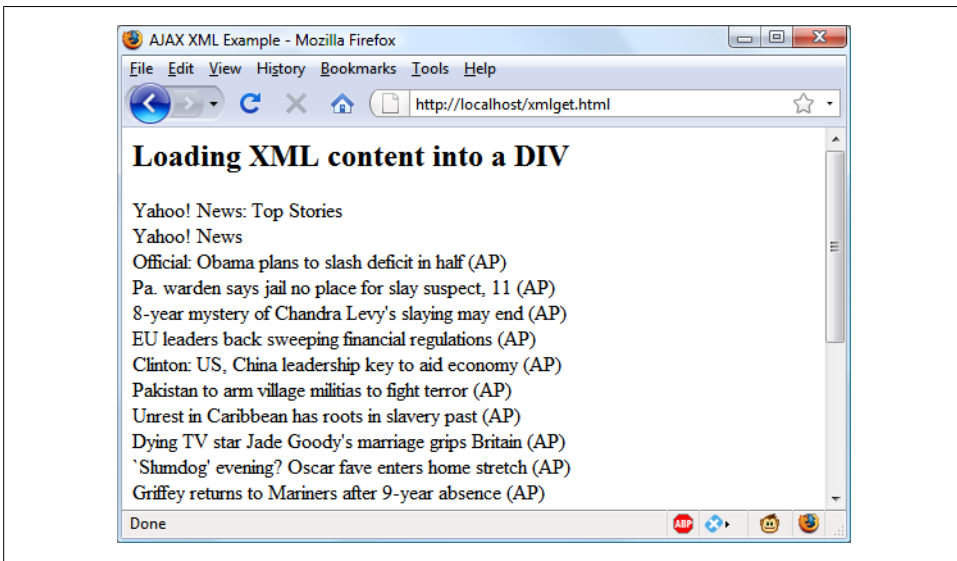 AJAX XML Example - Mozilla Firefox
File Edit View History Bookmarks Tools Help
http://localhost/xmlget.html
Loading XML content into a DIV
Yahoo! News: Top Stories
Yahoo! News
Official: Obama plans to slash deficit in half (AP)
Pa. warden says jail no place for slay suspect, 11 (AP)
8-year mystery of Chandra Levy's slaying may end (AP)
EU leaders back sweeping financial regulations (AP)
Clinton: US, China leadership key to aid economy (AP)
Pakistan to arm village militias to fight terror (AP)
Unrest in Caribbean has roots in slavery past (AP)
Dying TV star Jade Goody's marriage grips Britain (AP)
`Slumdog' evening? Oscar fave enters home stretch (AP)
Griffey returns to Mariners after 9-year absence (AP)
Done ABP